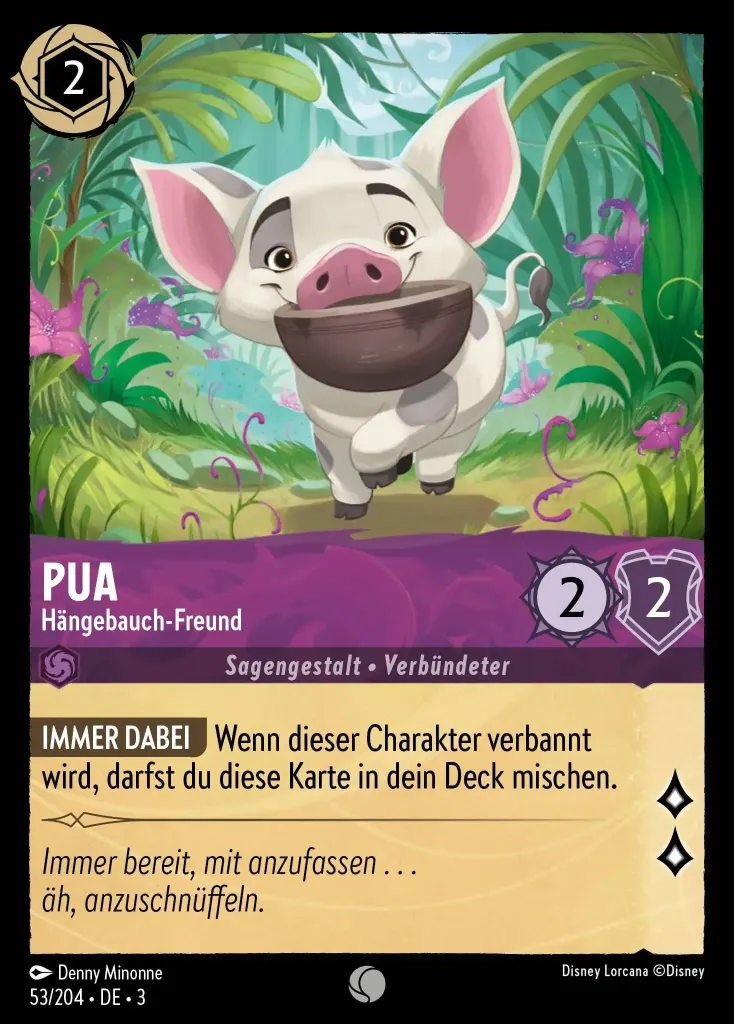 2
PUA
Hängebauch-Freund
2 2
Sagengestalt • Verbündeter
IMMER DABEI Wenn dieser Charakter verbannt
wird, darfst du diese Karte in dein Deck mischen.
Immer bereit, mit anzufassen . . .
äh, anzuschnüffeln.
Denny Minonne
Disney Lorcana ©Disney
53/204 • DE • 3